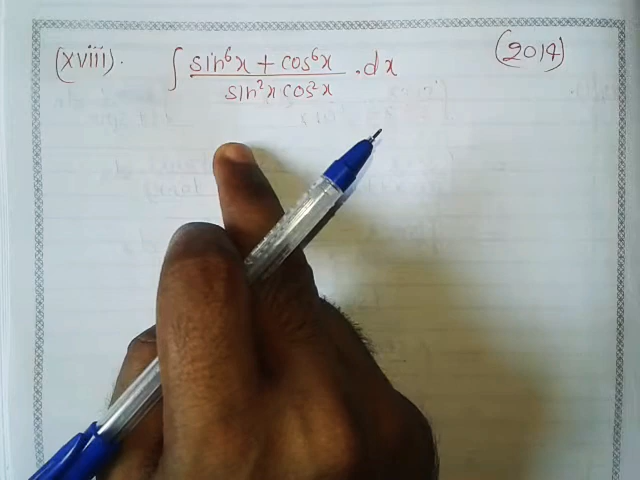 (xviii). ∫ sin⁶x + cos⁶x / sin²x cos²x .dx (2014)